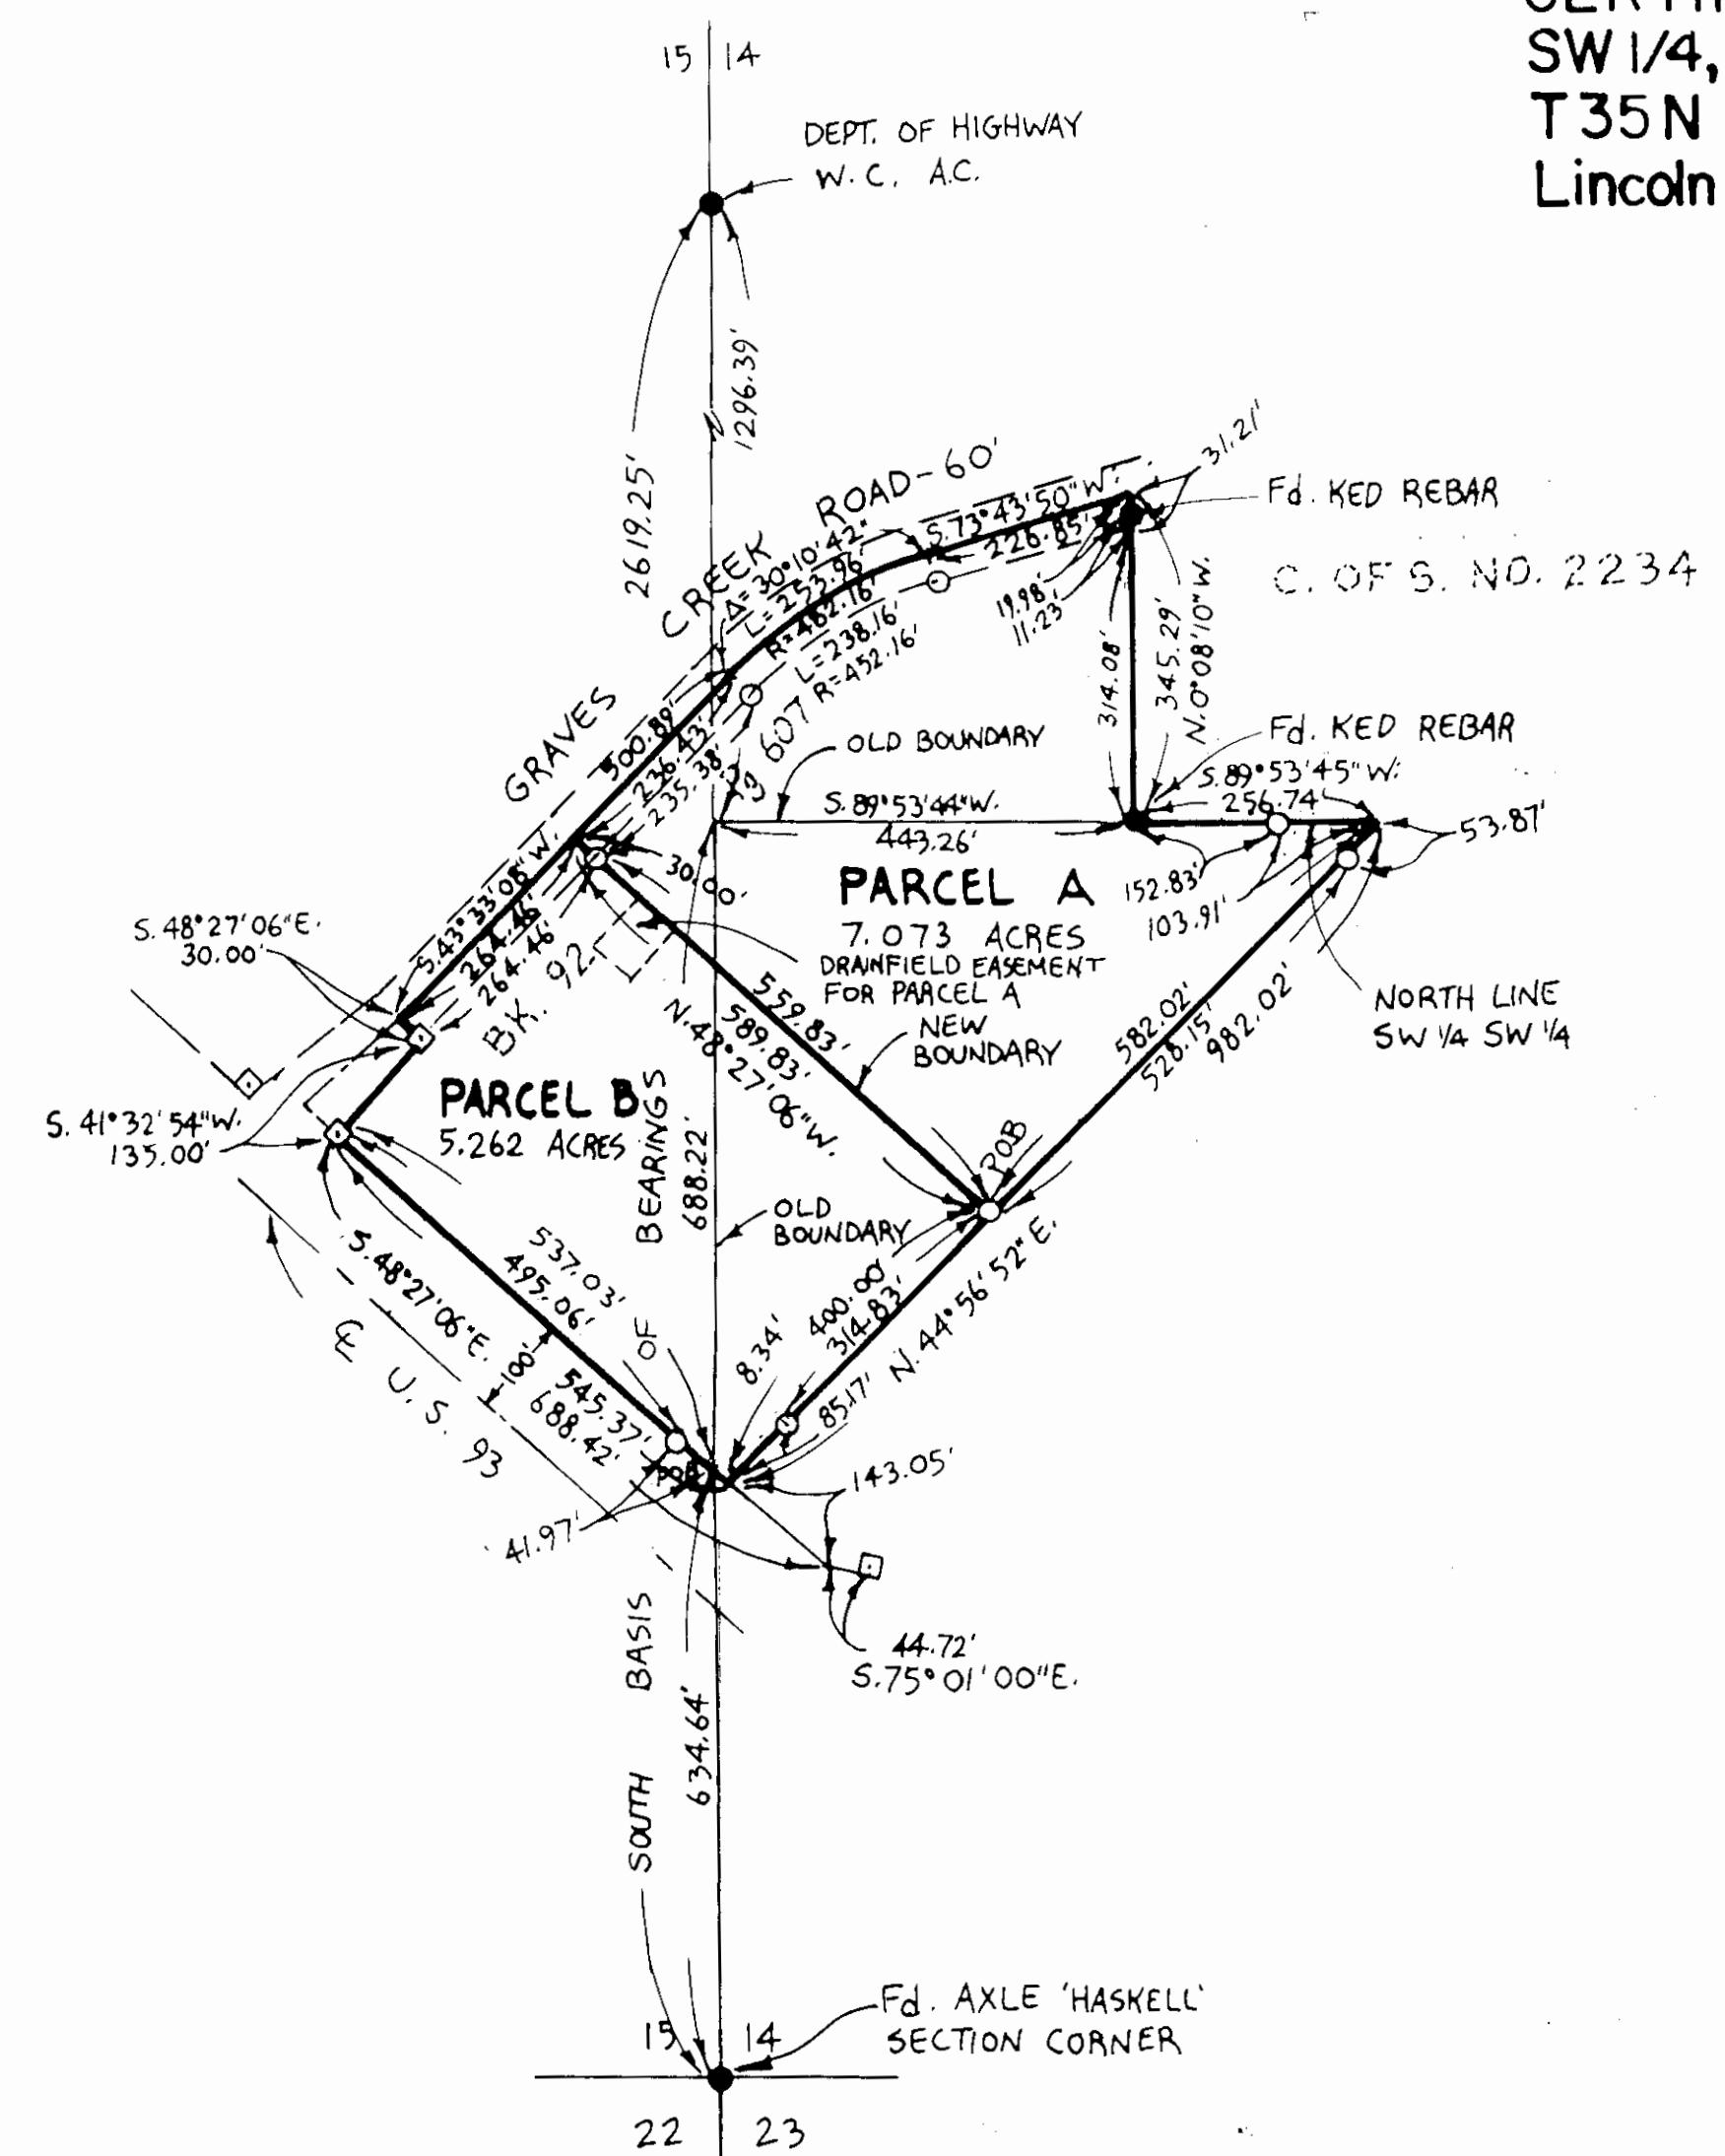 SW 1/4,
T35N
Lincoln
15 14
DEPT. OF HIGHWAY
W.C. A.C.
2619.25'
1296.39'
GRAVES CREEK ROAD-60'
Δ=30°10'42"
L=253.96'
R=482.16'
L=238.16'
R=452.16'
S.73°43'50"W.
226.85'
31.21'
Fd. KED REBAR
C. OF S. NO. 2234
19.98'
11.23'
314.08'
345.29'
N.0°08'10"W.
Fd. KED REBAR
S.89°53'45"W.
256.74'
53.87'
OLD BOUNDARY
S.89°53'44"W.
443.26'
500.89'
236.43'
235.38'
607
30.00'
PARCEL A
7.073 ACRES
152.83'
103.91'
DRAINFIELD EASEMENT
FOR PARCEL A
NEW
BOUNDARY
NORTH LINE
SW 1/4 SW 1/4
S.43°33'08"W.
264.46'
264.46'
BK. 92
S.48°27'06"E.
30.00'
559.83'
589.83'
N.48°27'06"W.
582.02'
528.15'
982.02'
PARCEL B
5.262 ACRES
S.41°32'54"W.
135.00'
688.22'
OLD
BOUNDARY
POB
400.00'
314.83'
N.44°56'52"E.
8.34'
85.17'
537.03'
495.06'
S.48°27'06"E.
100'
545.37'
688.42'
℄ U.S. 93
41.97'
143.05'
44.72'
S.75°01'00"E.
634.64'
SOUTH BASIS OF BEARINGS
Fd. AXLE 'HASKELL'
SECTION CORNER
15 14
22 23